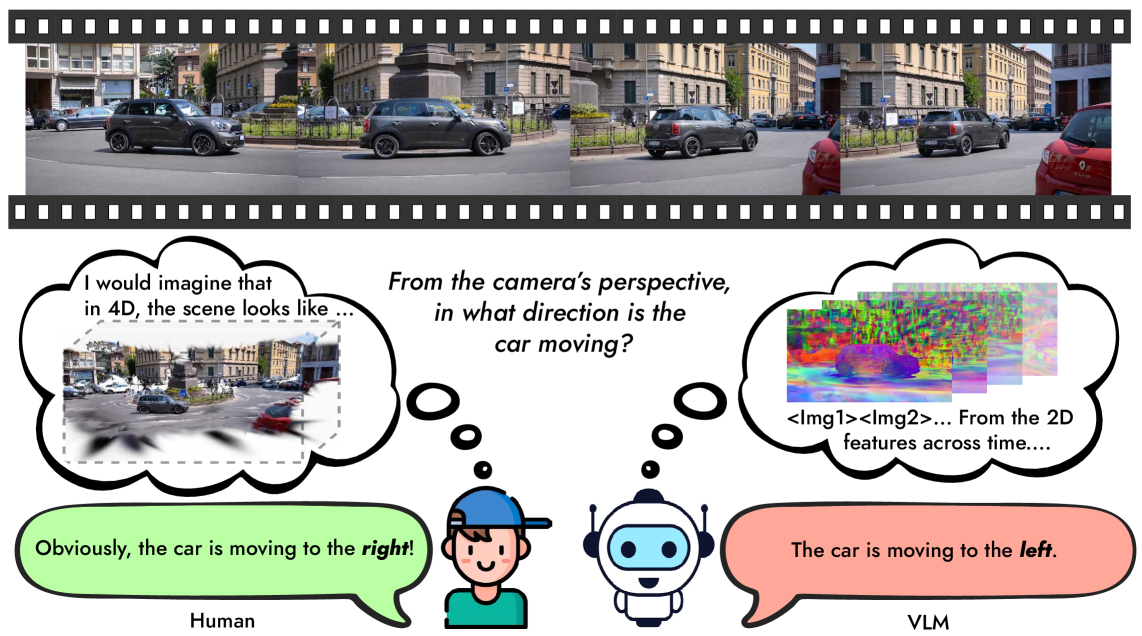 I would imagine that
in 4D, the scene looks like ...
From the camera's perspective,
in what direction is the
car moving?
<Img1><Img2>... From the 2D
features across time....
Obviously, the car is moving to the right!
The car is moving to the left.
Human
VLM